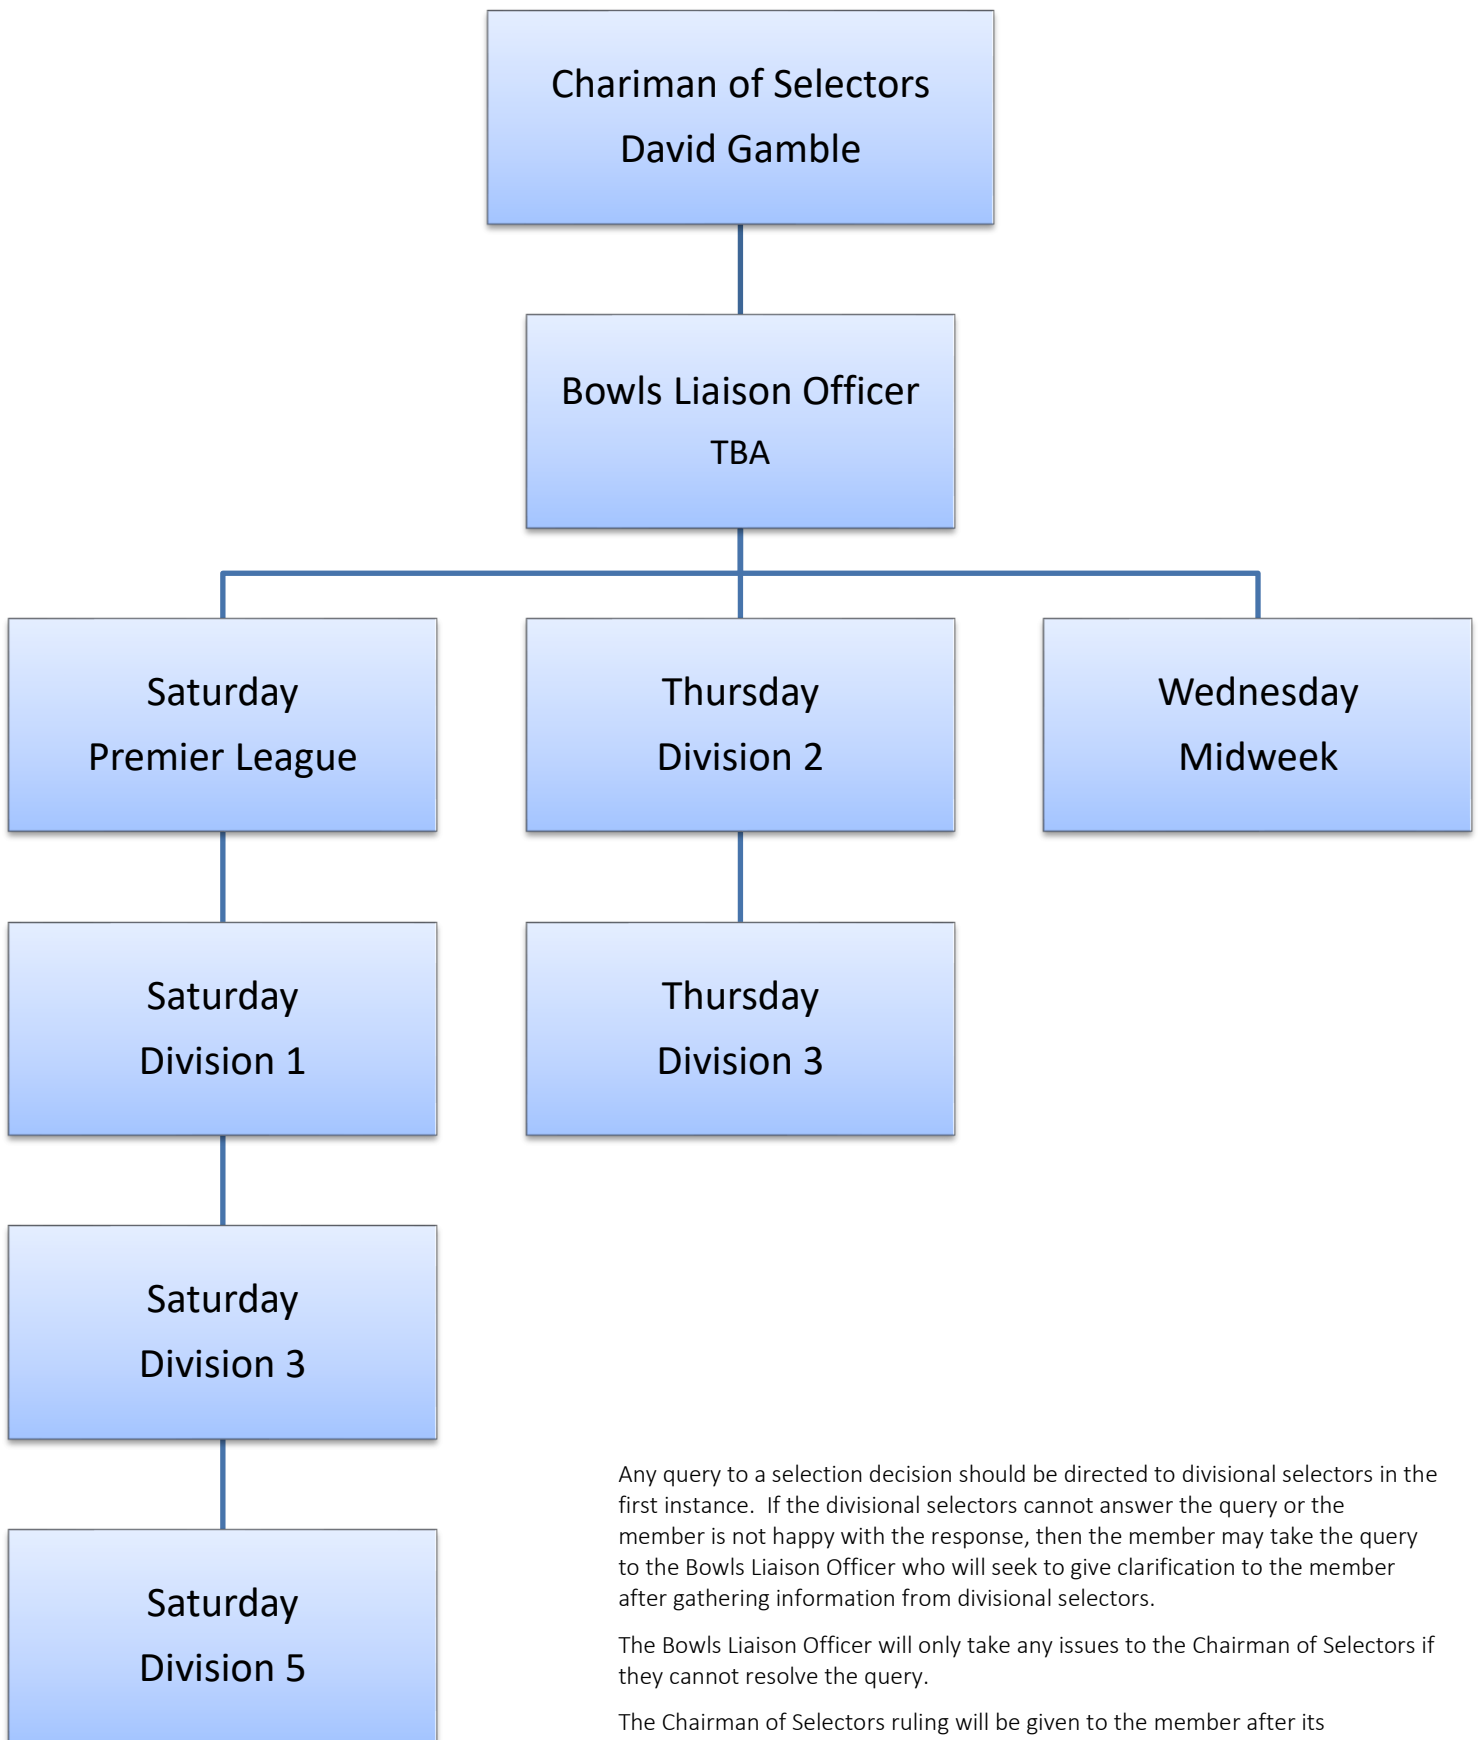 Chariman of Selectors
David Gamble
Bowls Liaison Officer
TBA
Saturday
Premier League
Thursday
Division 2
Wednesday
Midweek
Saturday
Division 1
Thursday
Division 3
Saturday
Division 3
Saturday
Division 5
Any query to a selection decision should be directed to divisional selectors in the
first instance.  If the divisional selectors cannot answer the query or the
member is not happy with the response, then the member may take the query
to the Bowls Liaison Officer who will seek to give clarification to the member
after gathering information from divisional selectors.
The Bowls Liaison Officer will only take any issues to the Chairman of Selectors if
they cannot resolve the query.
The Chairman of Selectors ruling will be given to the member after its